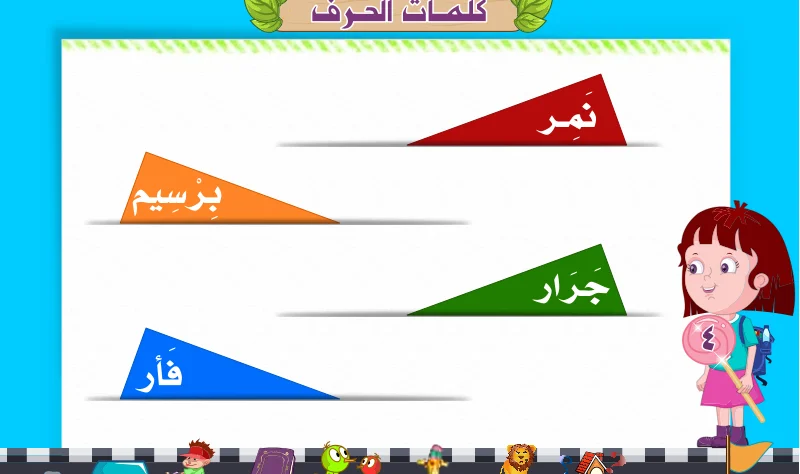 كلمات الحرف
نَمِر
بِرْسِيم
جَرَار
فَأر
٤